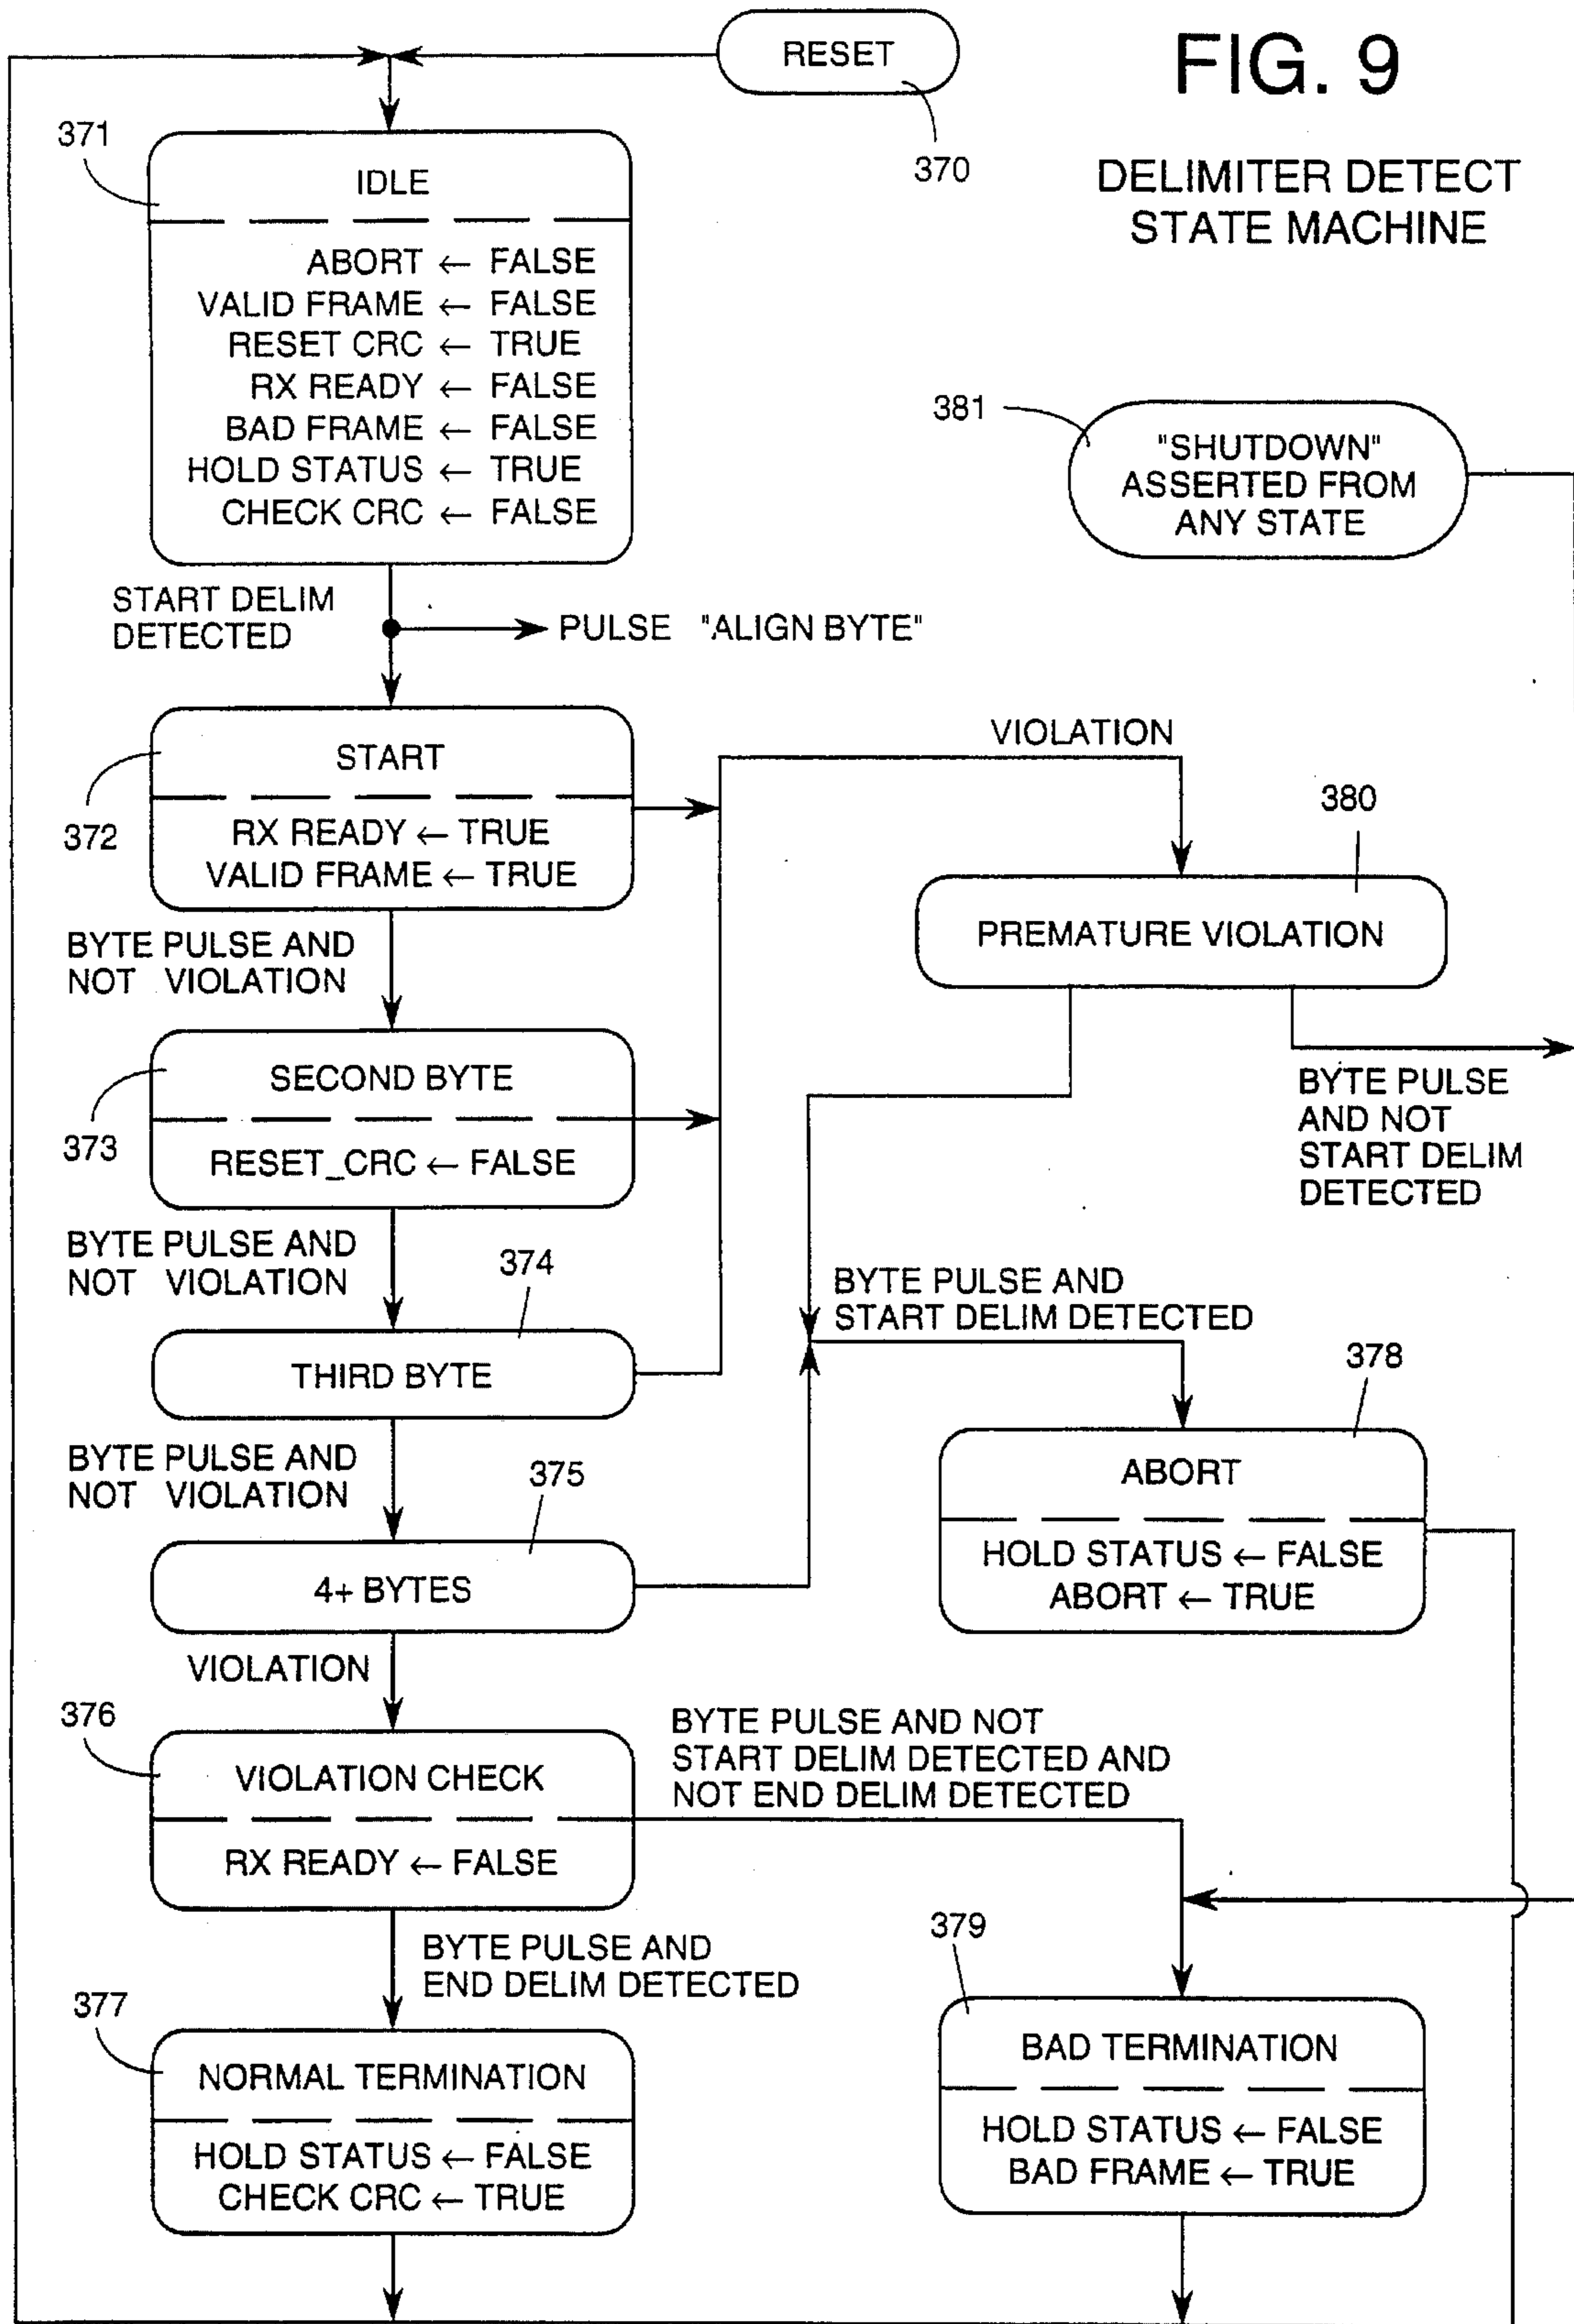 RESET
FIG. 9
370
DELIMITER DETECT
STATE MACHINE
371
IDLE
ABORT ← FALSE
VALID FRAME ← FALSE
RESET CRC ← TRUE
RX READY ← FALSE
BAD FRAME ← FALSE
HOLD STATUS ← TRUE
CHECK CRC ← FALSE
381
"SHUTDOWN"
ASSERTED FROM
ANY STATE
START DELIM
DETECTED
PULSE "ALIGN BYTE"
372
START
RX READY ← TRUE
VALID FRAME ← TRUE
VIOLATION
380
PREMATURE VIOLATION
BYTE PULSE AND
NOT VIOLATION
373
SECOND BYTE
RESET_CRC ← FALSE
BYTE PULSE
AND NOT
START DELIM
DETECTED
BYTE PULSE AND
NOT VIOLATION
374
THIRD BYTE
BYTE PULSE AND
START DELIM DETECTED
378
ABORT
HOLD STATUS ← FALSE
ABORT ← TRUE
BYTE PULSE AND
NOT VIOLATION
375
4+ BYTES
VIOLATION
376
VIOLATION CHECK
RX READY ← FALSE
BYTE PULSE AND NOT
START DELIM DETECTED AND
NOT END DELIM DETECTED
BYTE PULSE AND
END DELIM DETECTED
377
NORMAL TERMINATION
HOLD STATUS ← FALSE
CHECK CRC ← TRUE
379
BAD TERMINATION
HOLD STATUS ← FALSE
BAD FRAME ← TRUE